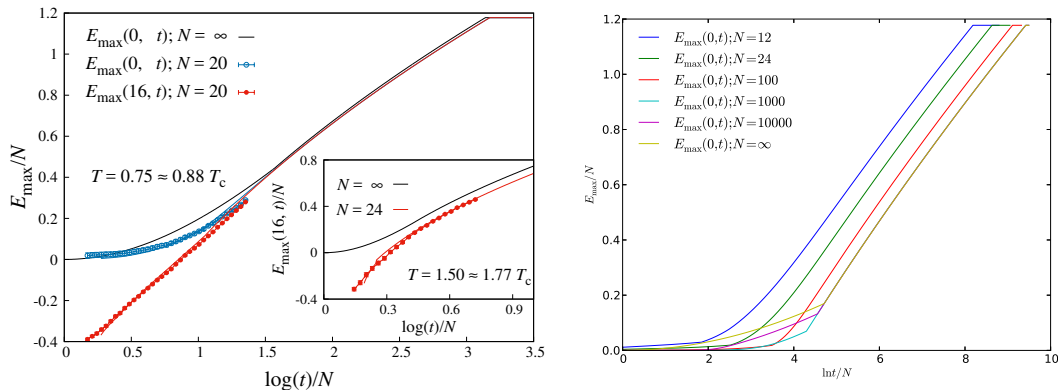 E_max/N
1.2
1
0.8
0.6
0.4
0.2
0
-0.2
-0.4
E_max(0, t); N = ∞
E_max(0, t); N = 20
E_max(16, t); N = 20
T = 0.75 ≈ 0.88 T_c
0 0.5 1 1.5 2 2.5 3 3.5
log(t)/N
E_max(16, t)/N
0.8
0.4
0
-0.4
N = ∞
N = 24
T = 1.50 ≈ 1.77 T_c
0 0.3 0.6 0.9
log(t)/N
E_max/N
1.2
1.0
0.8
0.6
0.4
0.2
0.0
E_max(0,t);N=12
E_max(0,t);N=24
E_max(0,t);N=100
E_max(0,t);N=1000
E_max(0,t);N=10000
E_max(0,t);N=∞
0 2 4 6 8 10
lnt/N